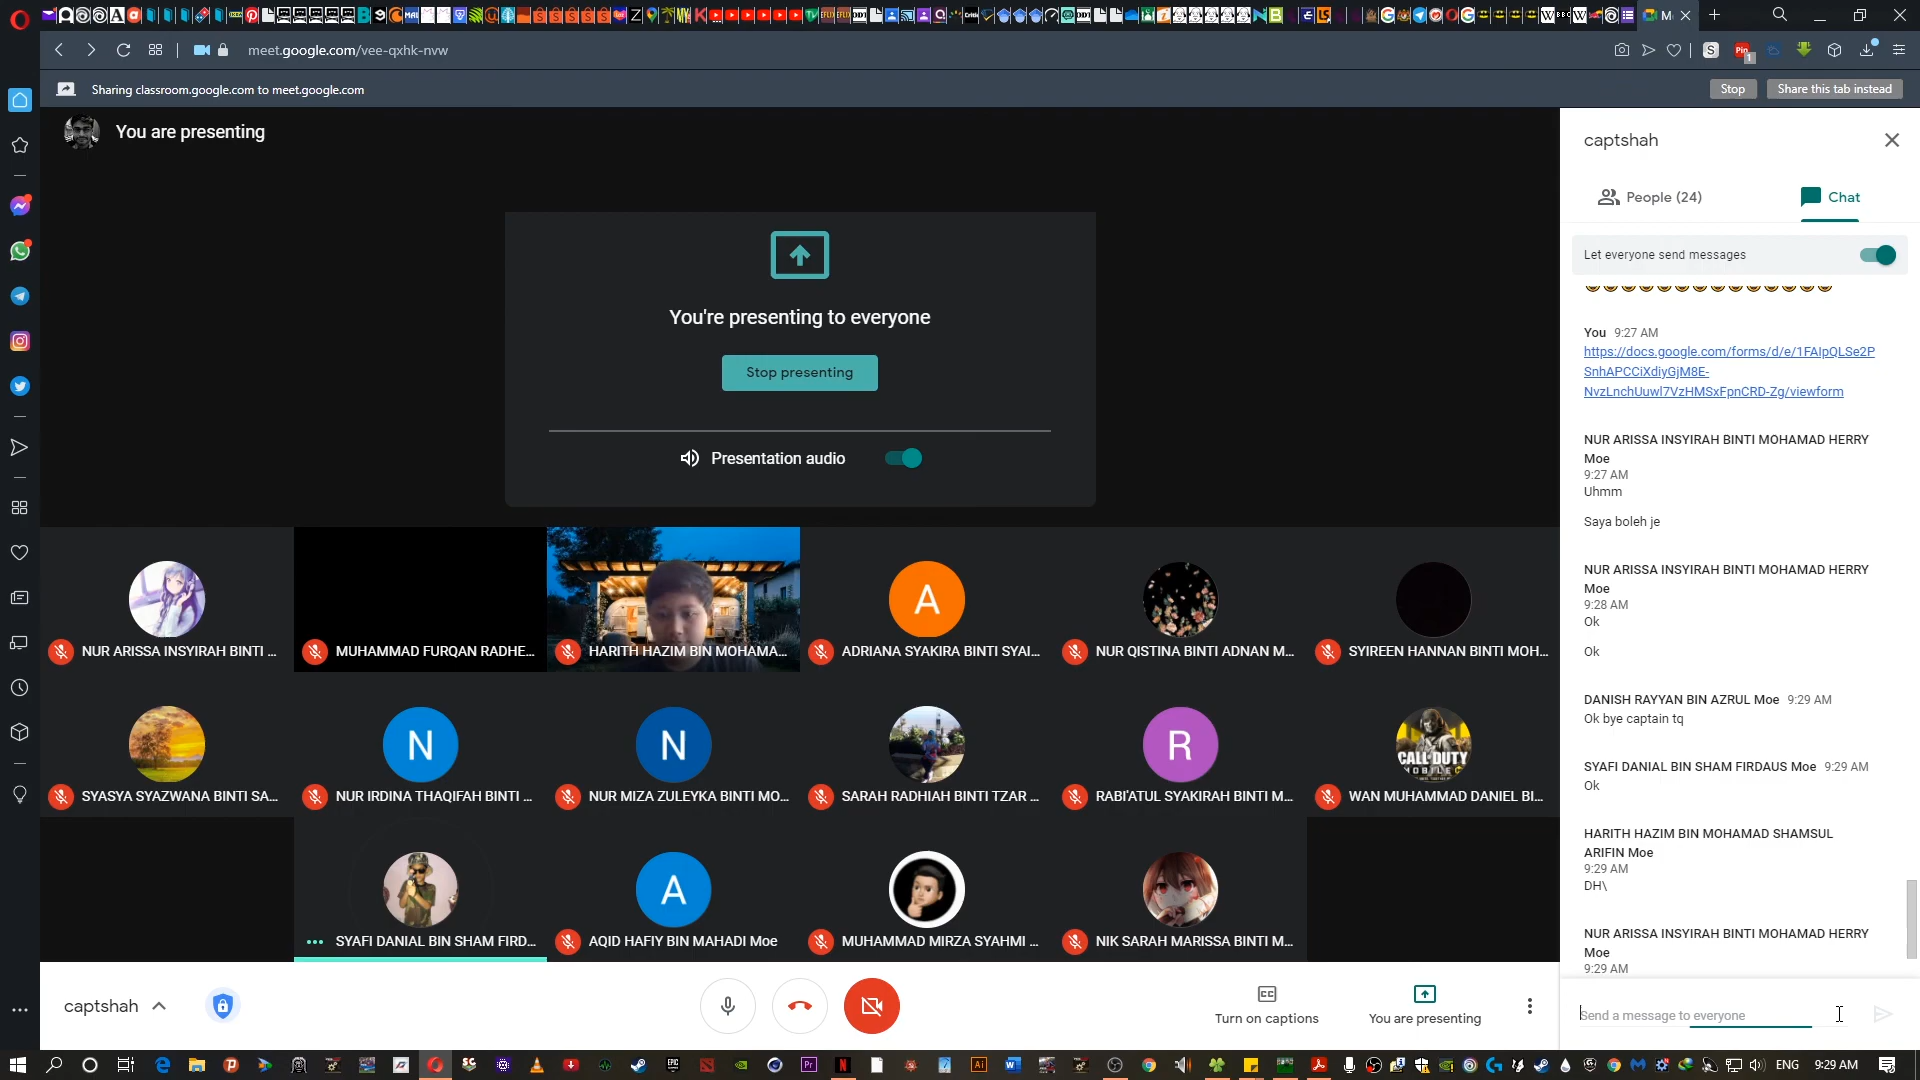 meet.google.com/vee-qxhk-nvw
Sharing classroom.google.com to meet.google.com
Stop
Share this tab instead
You are presenting
You're presenting to everyone
Stop presenting
Presentation audio
NUR ARISSA INSYIRAH BINTI ...
MUHAMMAD FURQAN RADHE...
HARITH HAZIM BIN MOHAMA...
ADRIANA SYAKIRA BINTI SYAI...
NUR QISTINA BINTI ADNAN M...
SYIREEN HANNAN BINTI MOH...
SYASYA SYAZWANA BINTI SA...
NUR IRDINA THAQIFAH BINTI ...
NUR MIZA ZULEYKA BINTI MO...
SARAH RADHIAH BINTI TZAR ...
RABI'ATUL SYAKIRAH BINTI M...
WAN MUHAMMAD DANIEL BI...
A
N
N
R
CALL OF DUTY
MOBILE
A
SYAFI DANIAL BIN SHAM FIRD...
AQID HAFIY BIN MAHADI Moe
MUHAMMAD MIRZA SYAHMI ...
NIK SARAH MARISSA BINTI M...
captshah
Turn on captions
You are presenting
captshah
People (24)
Chat
Let everyone send messages
You 9:27 AM
https://docs.google.com/forms/d/e/1FAIpQLSe2P
SnhAPCCiXdiyGjM8E-
NvzLnchUuwl7VzHMSxFpnCRD-Zg/viewform
NUR ARISSA INSYIRAH BINTI MOHAMAD HERRY
Moe
9:27 AM
Uhmm
Saya boleh je
NUR ARISSA INSYIRAH BINTI MOHAMAD HERRY
Moe
9:28 AM
Ok
Ok
DANISH RAYYAN BIN AZRUL Moe 9:29 AM
Ok bye captain tq
SYAFI DANIAL BIN SHAM FIRDAUS Moe 9:29 AM
Ok
HARITH HAZIM BIN MOHAMAD SHAMSUL
ARIFIN Moe
9:29 AM
DH\
NUR ARISSA INSYIRAH BINTI MOHAMAD HERRY
Moe
9:29 AM
Send a message to everyone
ENG
9:29 AM